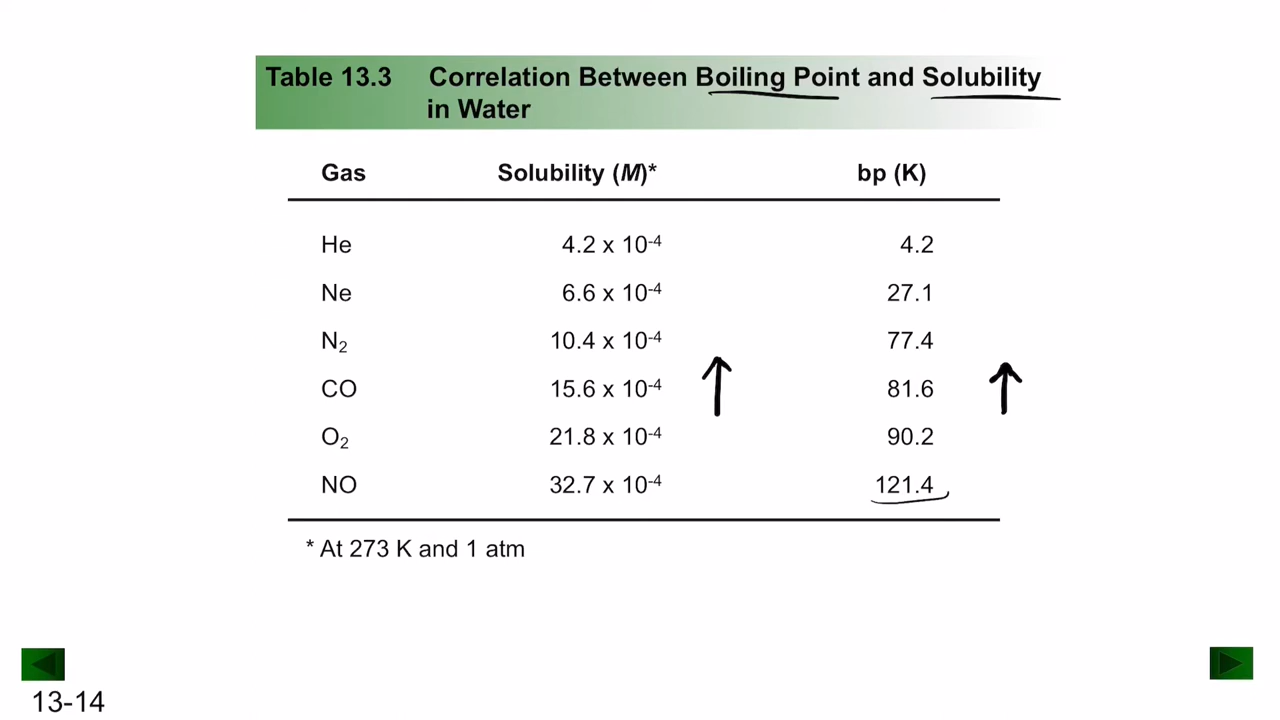 Table 13.3 Correlation Between Boiling Point and Solubility
in Water
Gas Solubility (M)* bp (K)
He 4.2 x 10⁻⁴ 4.2
Ne 6.6 x 10⁻⁴ 27.1
N₂ 10.4 x 10⁻⁴ 77.4
CO 15.6 x 10⁻⁴ 81.6
O₂ 21.8 x 10⁻⁴ 90.2
NO 32.7 x 10⁻⁴ 121.4
* At 273 K and 1 atm
13-14